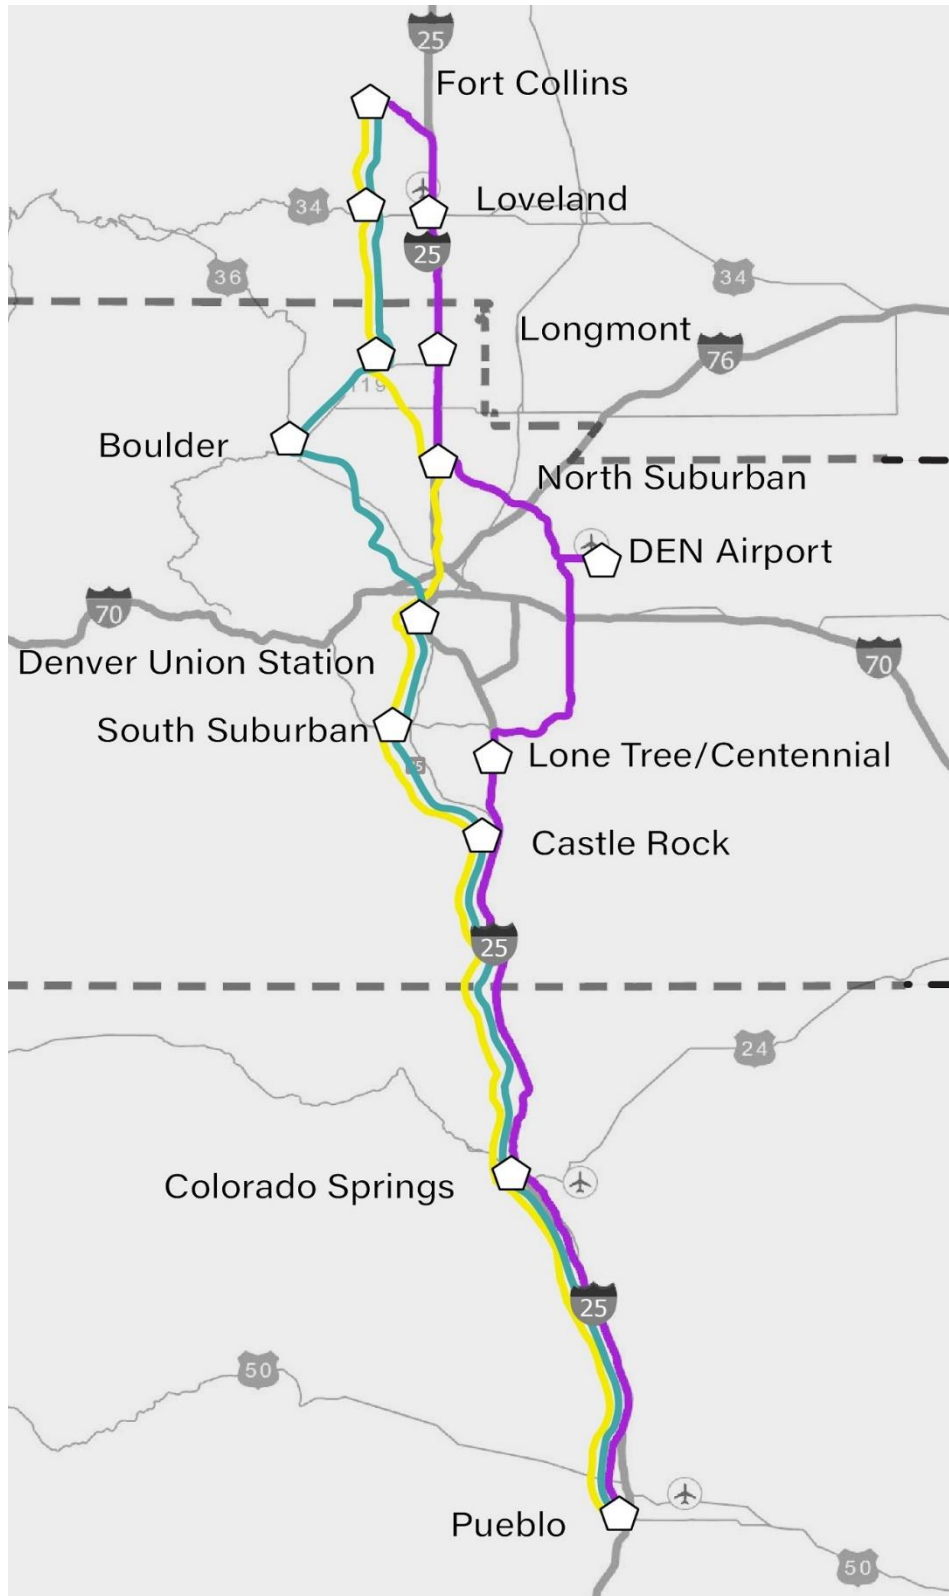 25
Fort Collins
34
Loveland
25
36
34
Longmont
76
119
Boulder
North Suburban
DEN Airport
70
Denver Union Station
70
South Suburban
Lone Tree/Centennial
Castle Rock
25
24
Colorado Springs
25
50
Pueblo
50